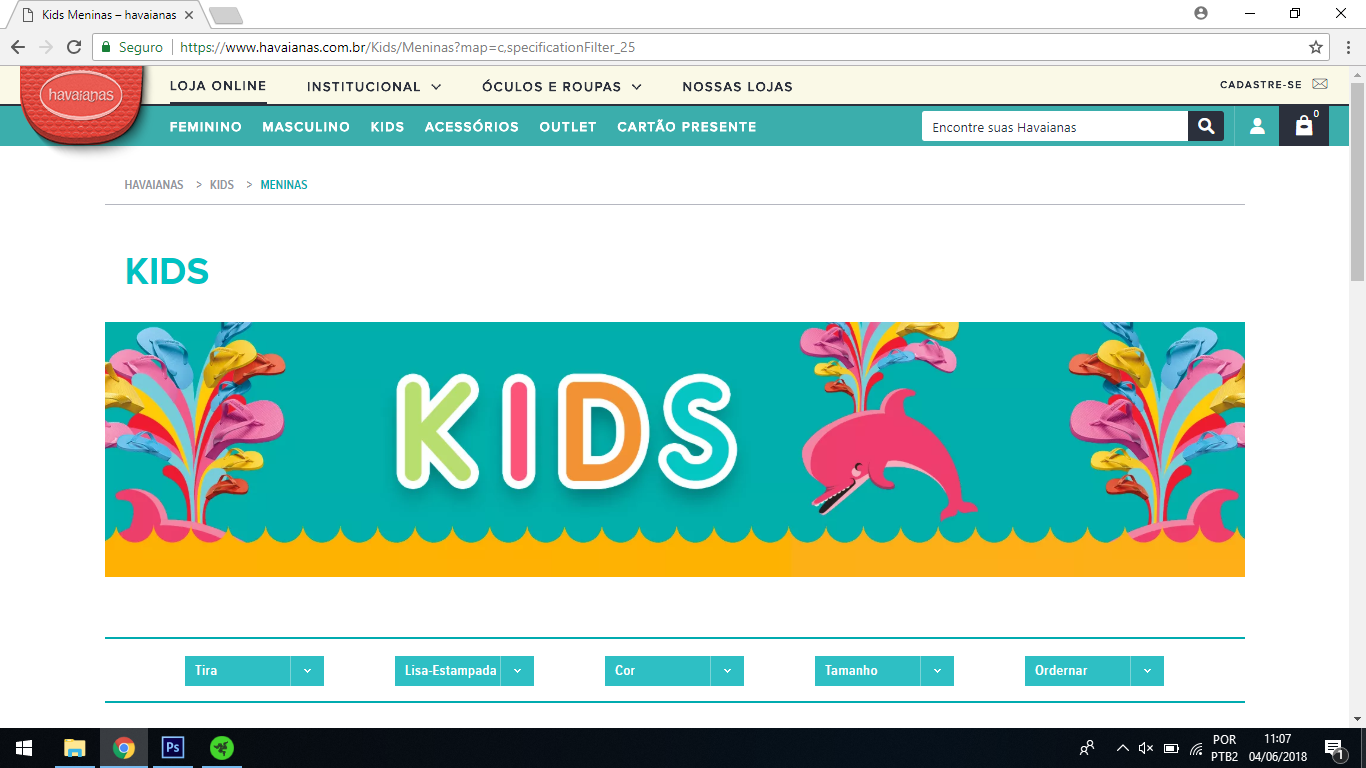 Kids Meninas – havaianas
Seguro
https://www.havaianas.com.br/Kids/Meninas?map=c,specificationFilter_25
havaianas
LOJA ONLINE
INSTITUCIONAL
ÓCULOS E ROUPAS
NOSSAS LOJAS
CADASTRE-SE
FEMININO
MASCULINO
KIDS
ACESSÓRIOS
OUTLET
CARTÃO PRESENTE
Encontre suas Havaianas
0
HAVAIANAS > KIDS > MENINAS
KIDS
KIDS
Tira
Lisa-Estampada
Cor
Tamanho
Ordernar
Ps
POR
PTB2
11:07
04/06/2018
1